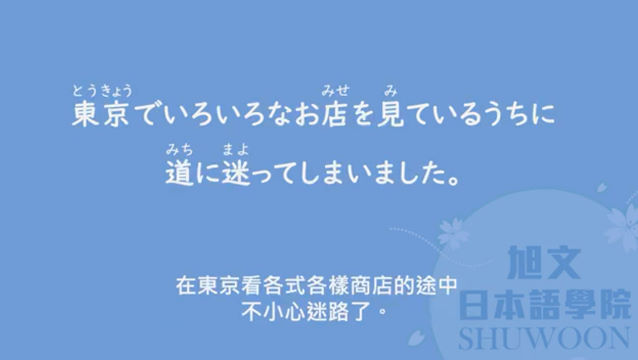 とうきょう みせ み
東京でいろいろなお店を見ているうちに
みち まよ
道に迷ってしまいました。
在東京看各式各樣商店的途中
不小心迷路了。
旭文
日本語學院
SHUWOON